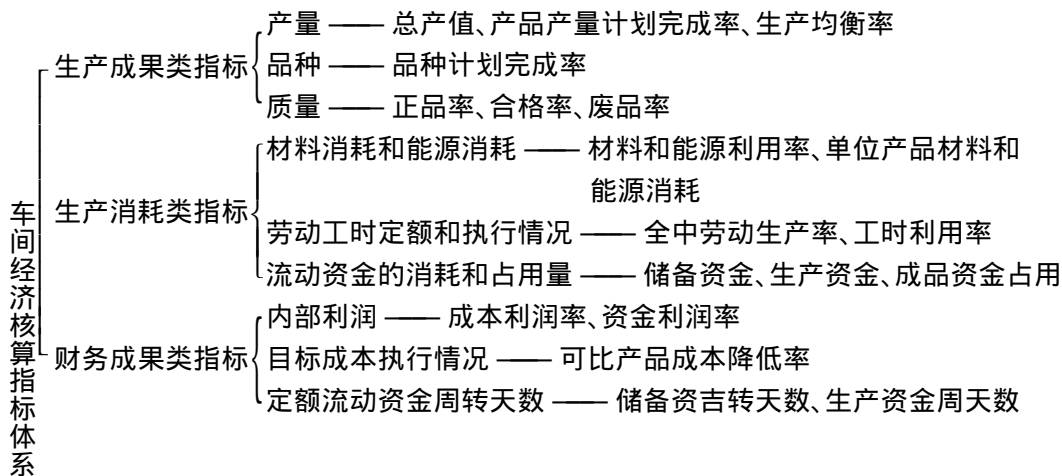 车间经济核算指标体系
生产成果类指标
产量 —— 总产值、产品产量计划完成率、生产均衡率
品种 —— 品种计划完成率
质量 —— 正品率、合格率、废品率
生产消耗类指标
材料消耗和能源消耗 —— 材料和能源利用率、单位产品材料和
能源消耗
劳动工时定额和执行情况 —— 全中劳动生产率、工时利用率
流动资金的消耗和占用量 —— 储备资金、生产资金、成品资金占用
财务成果类指标
内部利润 —— 成本利润率、资金利润率
目标成本执行情况 —— 可比产品成本降低率
定额流动资金周转天数 —— 储备资吉转天数、生产资金周天数